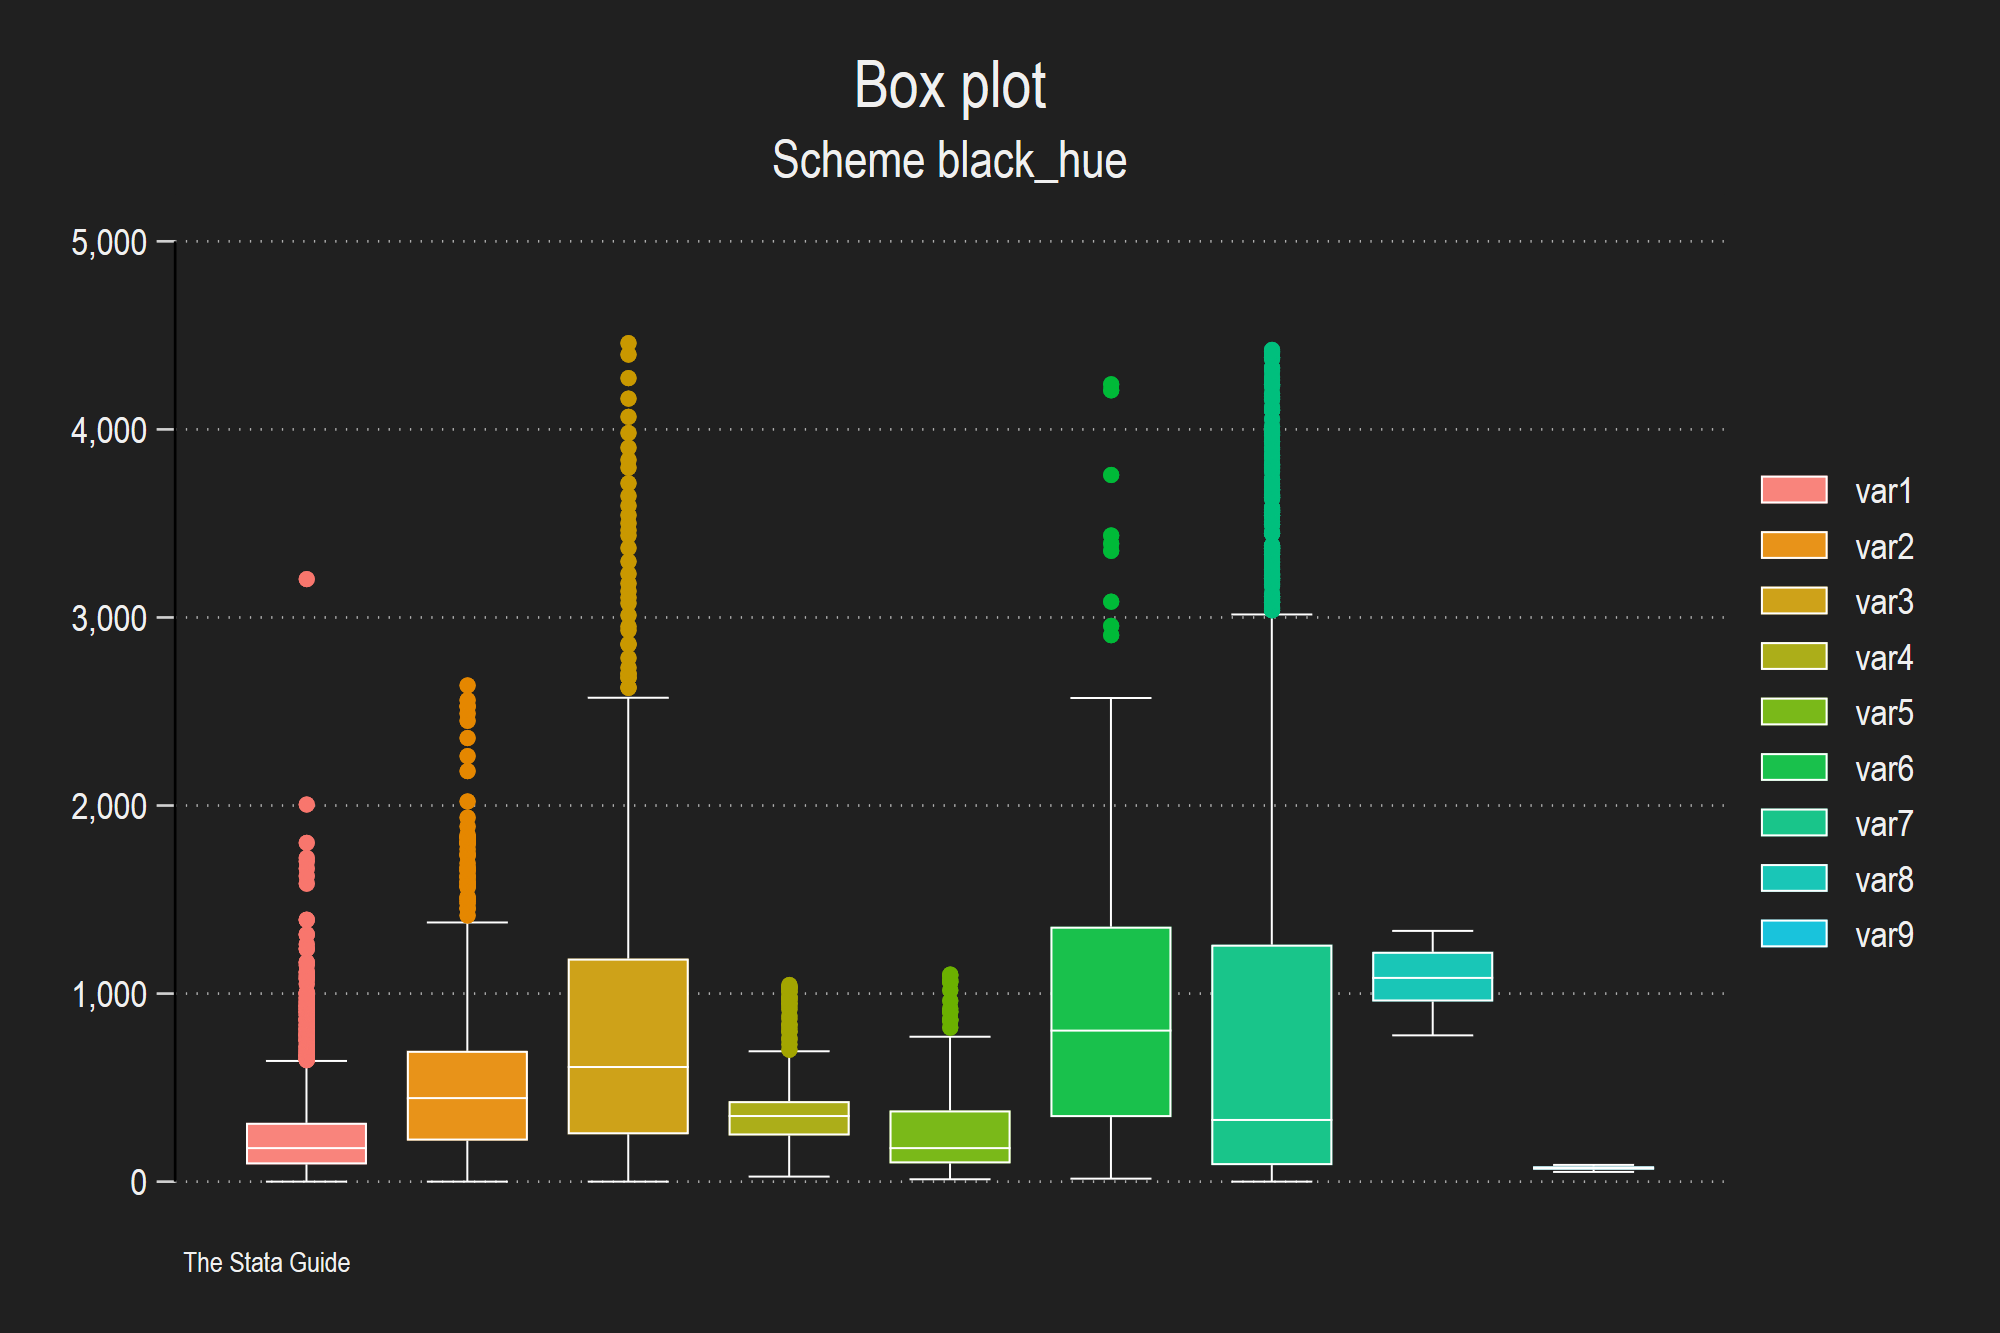 Box plot
Scheme black_hue
5,000
4,000
3,000
2,000
1,000
0
var1
var2
var3
var4
var5
var6
var7
var8
var9
The Stata Guide